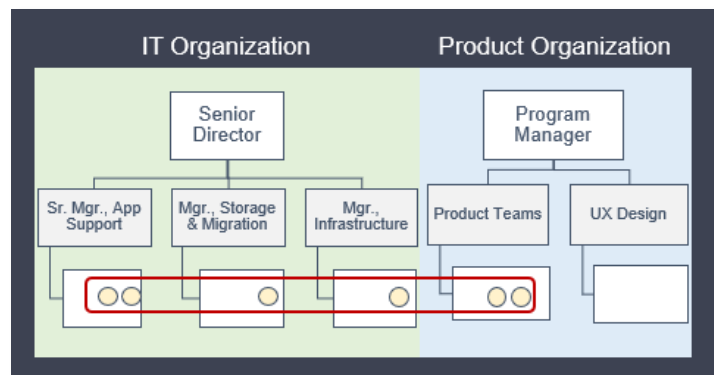 IT Organization
Product Organization
Senior
Director
Program
Manager
Sr. Mgr., App
Support
Mgr., Storage
& Migration
Mgr.,
Infrastructure
Product Teams
UX Design